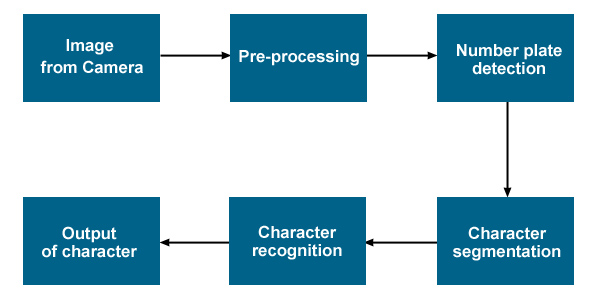 Image
from Camera
Pre-processing
Number plate
detection
Character
segmentation
Character
recognition
Output
of character